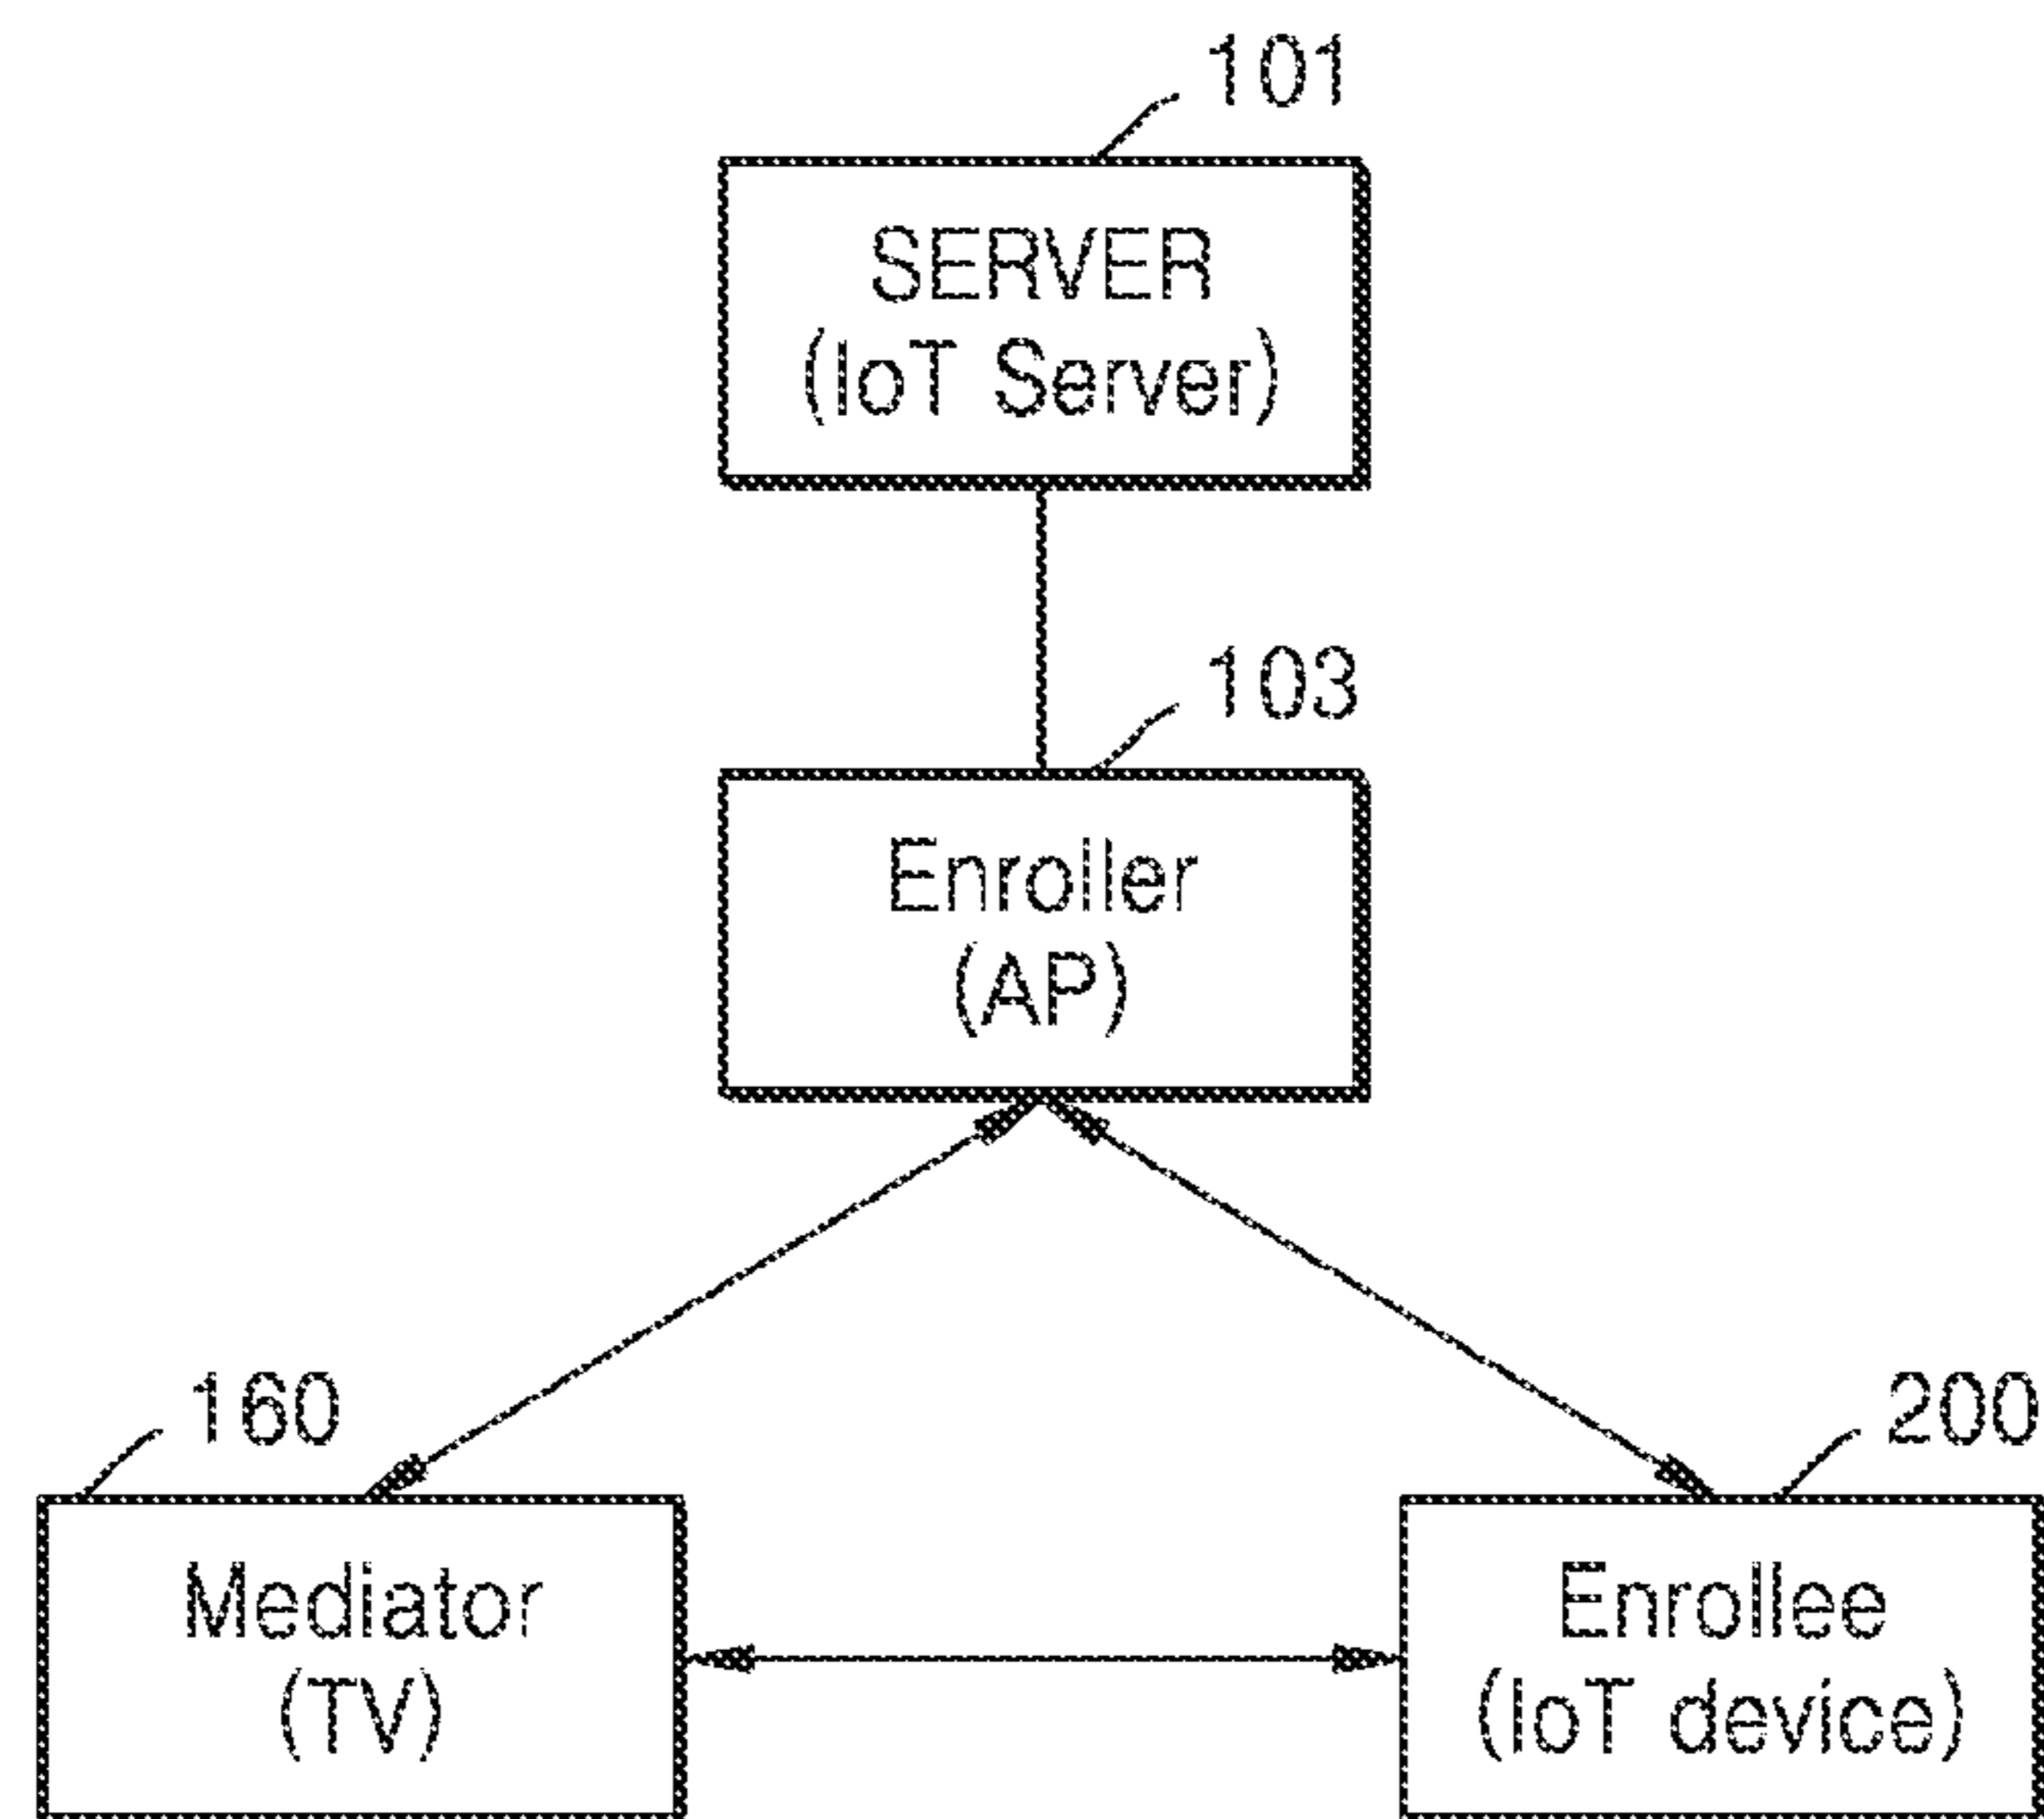 101
SERVER
(IoT Server)
103
Enroller
(AP)
160
200
Mediator
(TV)
Enrollee
(IoT device)